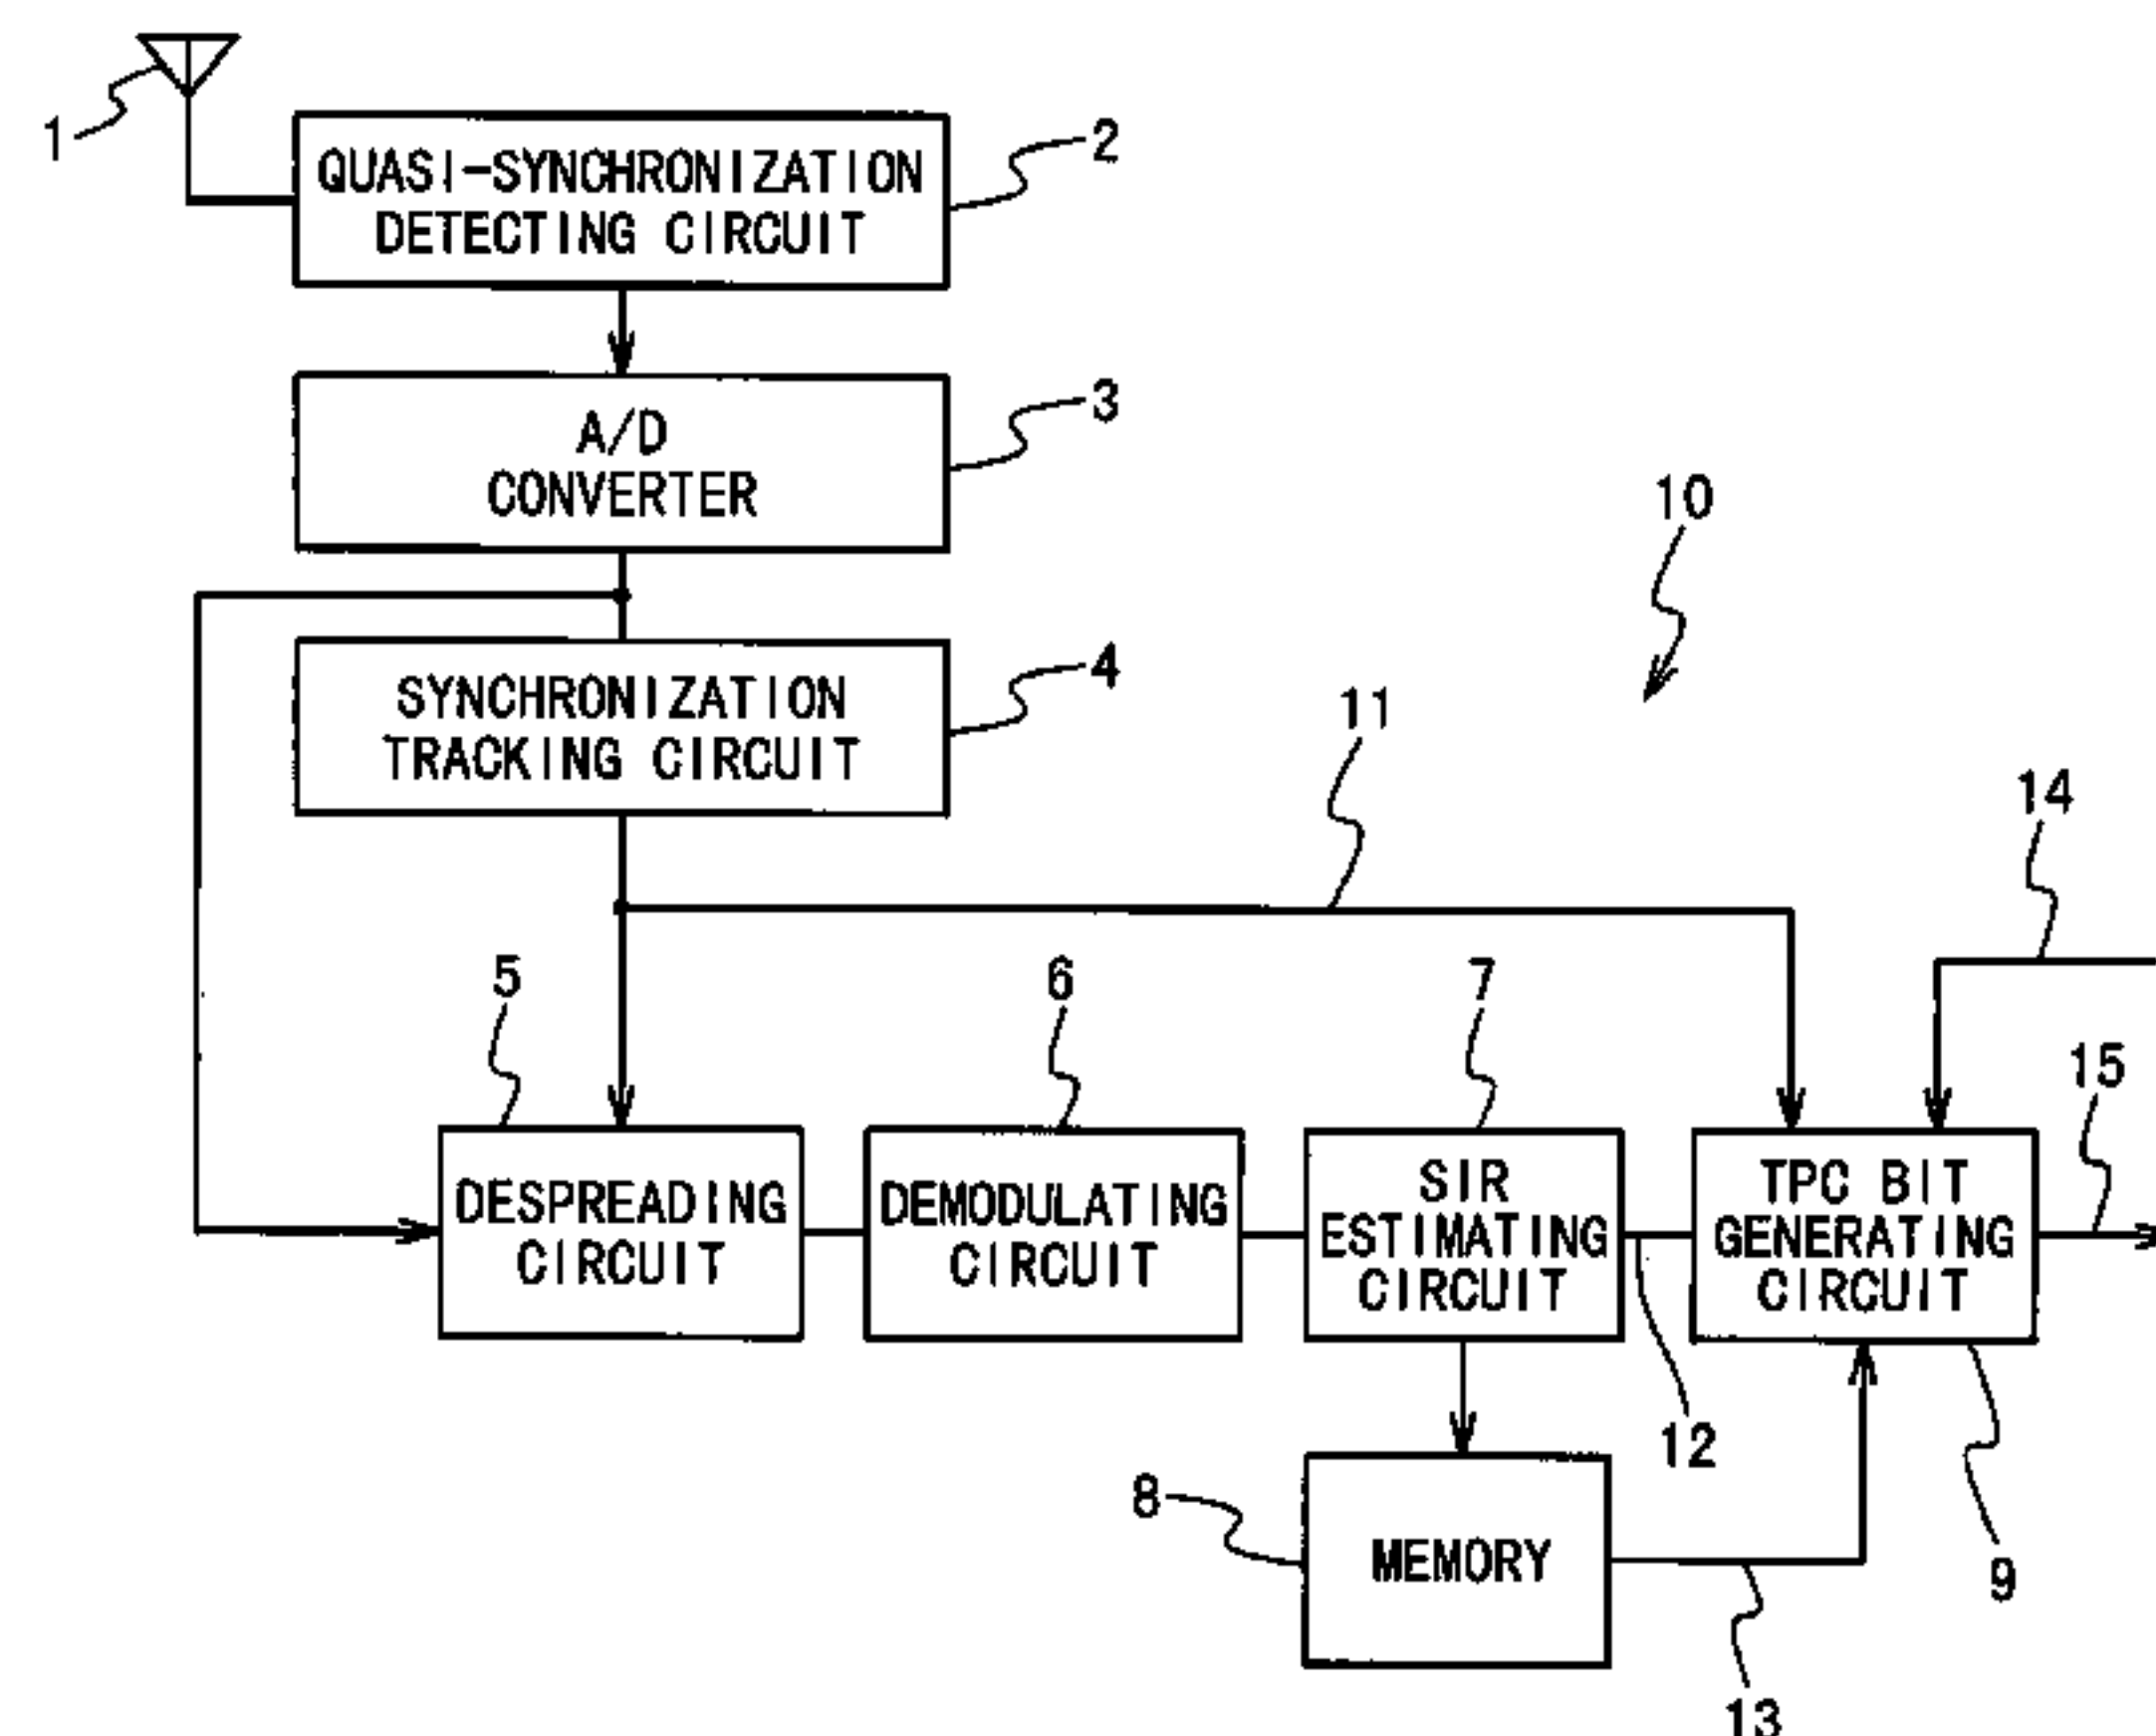 1
QUASI-SYNCHRONIZATION
DETECTING CIRCUIT
2
A/D
CONVERTER
3
10
SYNCHRONIZATION
TRACKING CIRCUIT
4
11
14
5
6
7
15
DESPREADING
CIRCUIT
DEMODULATING
CIRCUIT
SIR
ESTIMATING
CIRCUIT
TPC BIT
GENERATING
CIRCUIT
12
8
MEMORY
9
13